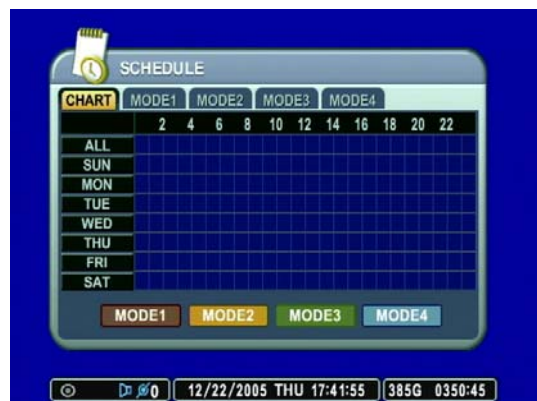 SCHEDULE
CHART MODE1 MODE2 MODE3 MODE4
2 4 6 8 10 12 14 16 18 20 22
ALL
SUN
MON
TUE
WED
THU
FRI
SAT
MODE1 MODE2 MODE3 MODE4
0 12/22/2005 THU 17:41:55 385G 0350:45